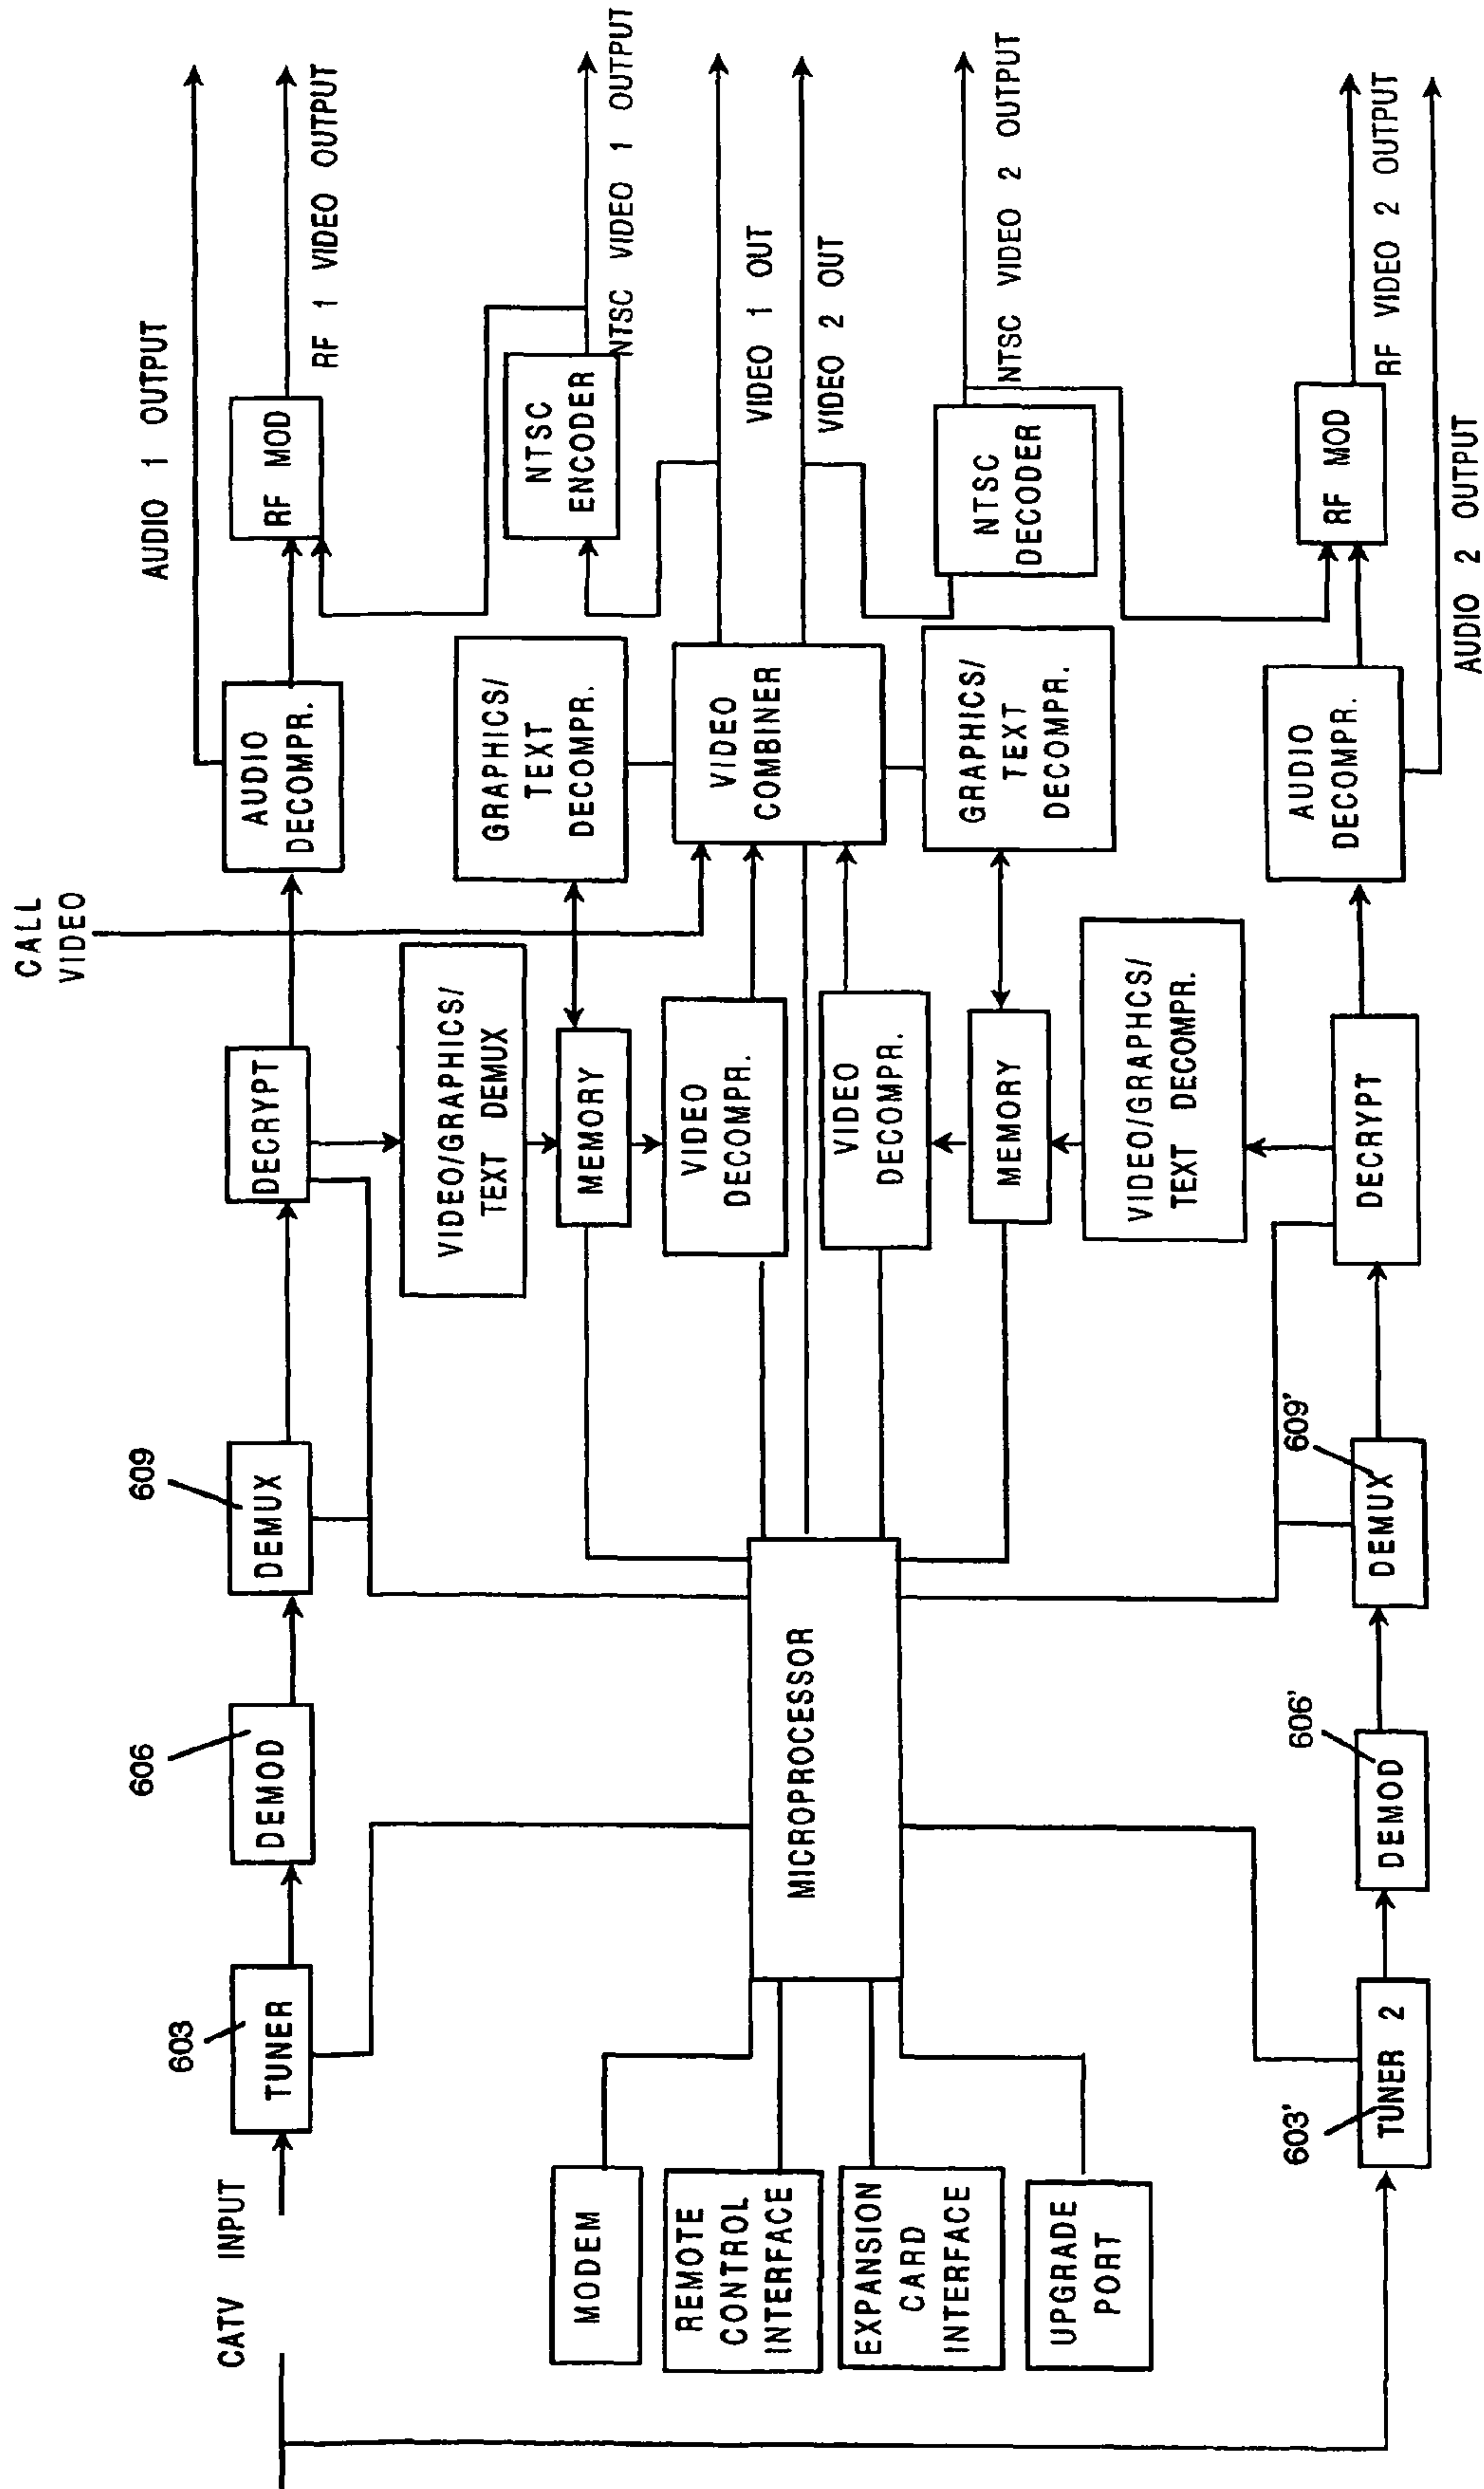 CATV INPUT
603
TUNER
606
DEMOD
609
DEMUX
DECRYPT
CALL
VIDEO
AUDIO
DECOMPR.
AUDIO 1 OUTPUT
RF MOD
RF 1 VIDEO OUTPUT
VIDEO/GRAPHICS/
TEXT DEMUX
GRAPHICS/
TEXT
DECOMPR.
NTSC
ENCODER
NTSC VIDEO 1 OUTPUT
MODEM
REMOTE
CONTROL
INTERFACE
EXPANSION
CARD
INTERFACE
UPGRADE
PORT
MICROPROCESSOR
MEMORY
VIDEO
DECOMPR.
VIDEO
COMBINER
VIDEO 1 OUT
VIDEO 2 OUT
VIDEO
DECOMPR.
MEMORY
GRAPHICS/
TEXT
DECOMPR.
NTSC
DECODER
NTSC VIDEO 2 OUTPUT
VIDEO/GRAPHCS/
TEXT DECOMPR.
603'
TUNER 2
606'
DEMOD
609'
DEMUX
DECRYPT
AUDIO
DECOMPR.
RF MOD
RF VIDEO 2 OUTPUT
AUDIO 2 OUTPUT